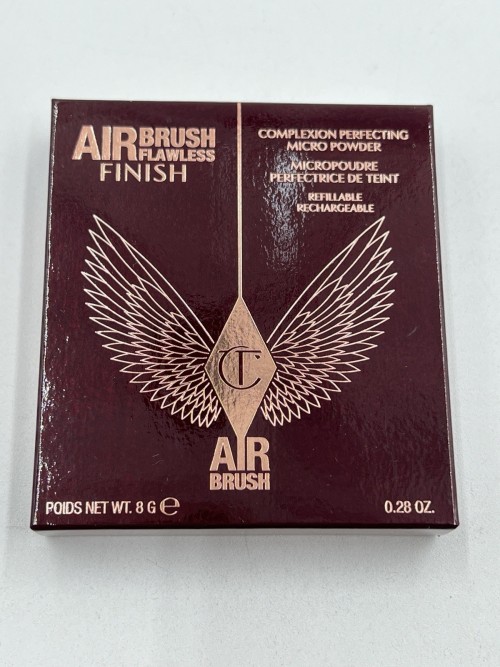 AIRBRUSH
FLAWLESS
FINISH
COMPLEXION PERFECTING
MICRO POWDER
MICROPOUDRE
PERFECTRICE DE TEINT
REFILLABLE
RECHARGEABLE
CT
AIR
BRUSH
POIDS NET WT. 8 G ℮
0.28 OZ.